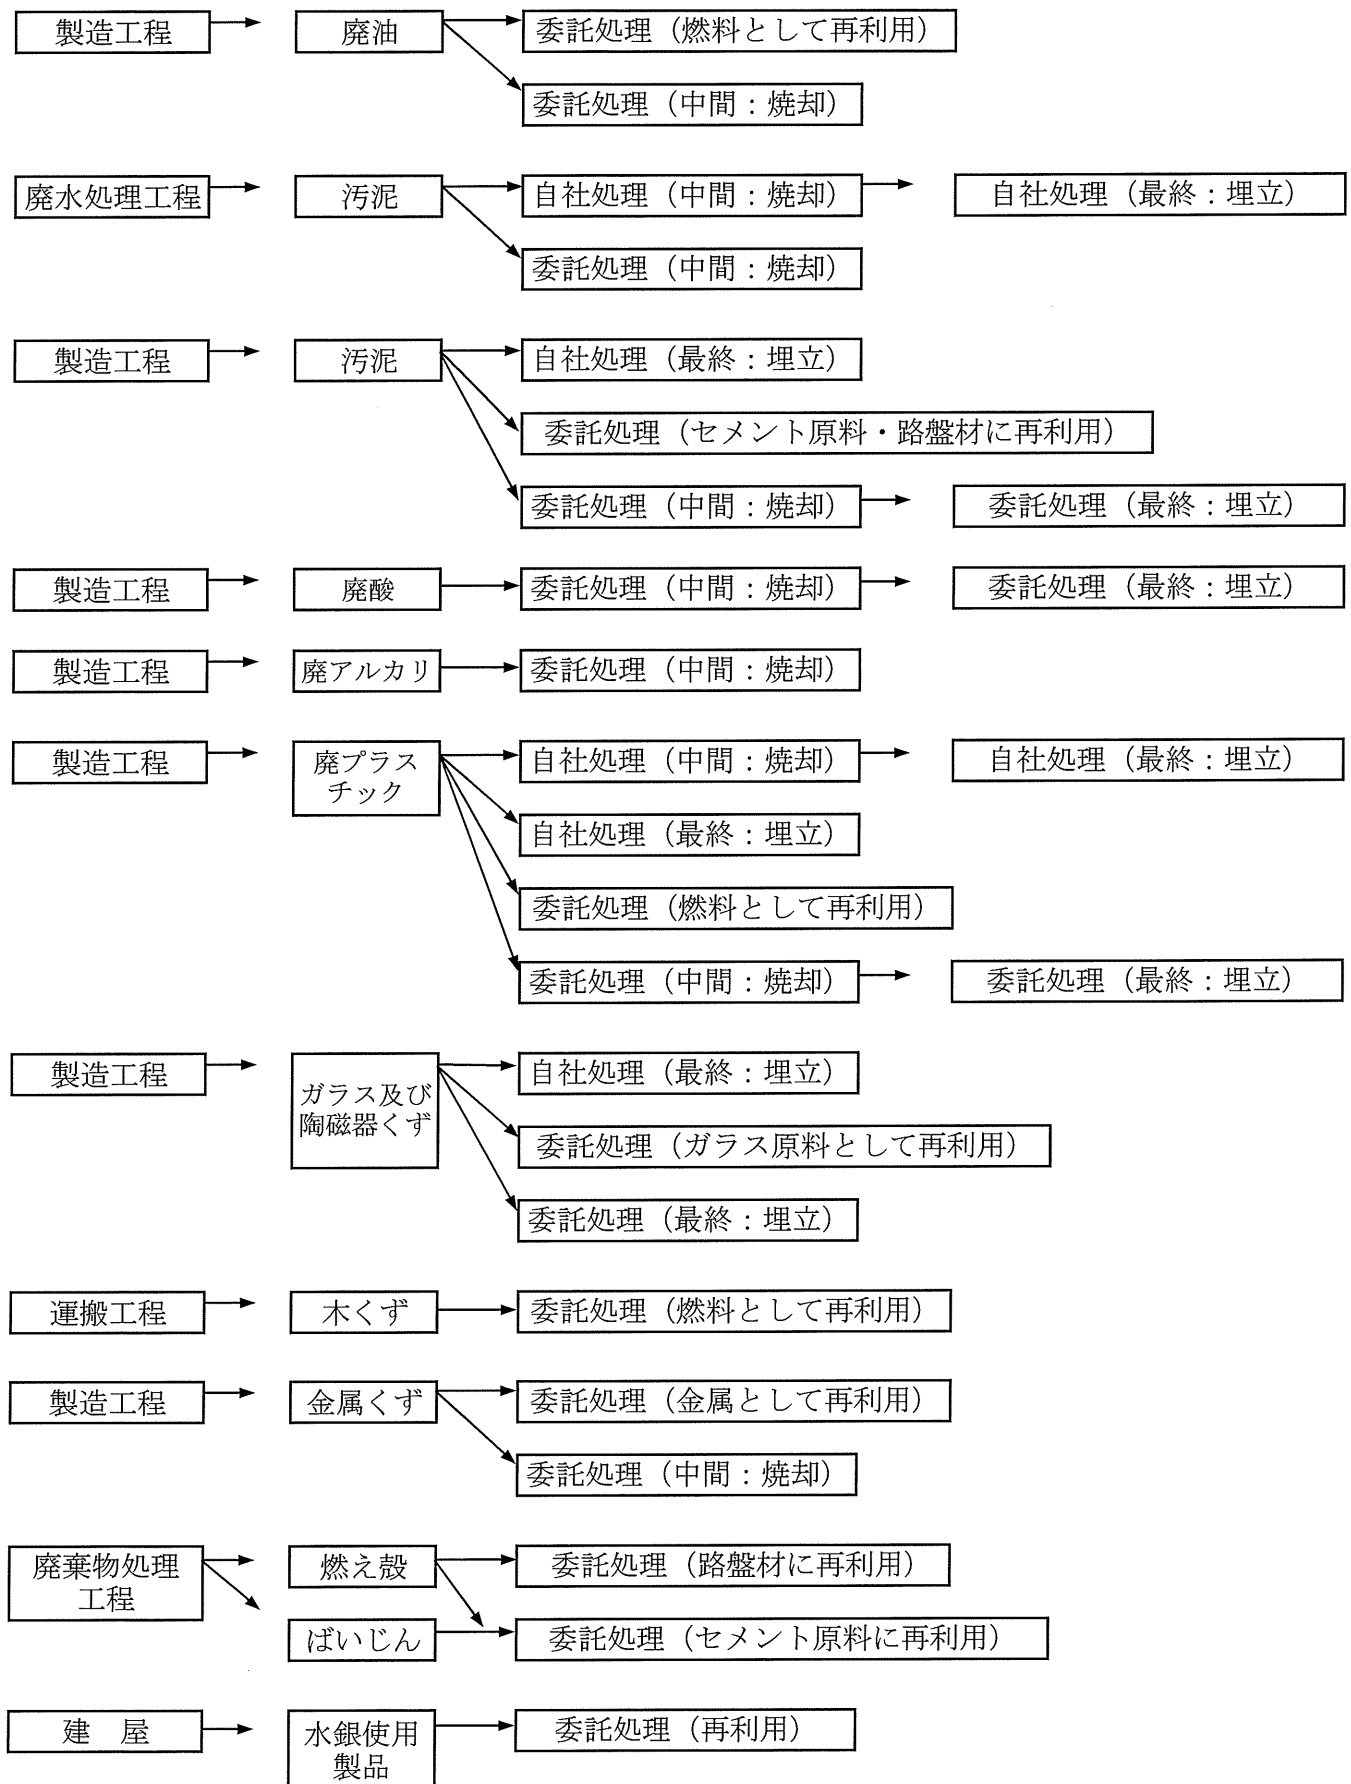 製造工程
廃油
委託処理（燃料として再利用）
委託処理（中間：焼却）
廃水処理工程
汚泥
自社処理（中間：焼却）
自社処理（最終：埋立）
委託処理（中間：焼却）
製造工程
汚泥
自社処理（最終：埋立）
委託処理（セメント原料・路盤材に再利用）
委託処理（中間：焼却）
委託処理（最終：埋立）
製造工程
廃酸
委託処理（中間：焼却）
委託処理（最終：埋立）
製造工程
廃アルカリ
委託処理（中間：焼却）
製造工程
廃プラス
チック
自社処理（中間：焼却）
自社処理（最終：埋立）
自社処理（最終：埋立）
委託処理（燃料として再利用）
委託処理（中間：焼却）
委託処理（最終：埋立）
製造工程
ガラス及び
陶磁器くず
自社処理（最終：埋立）
委託処理（ガラス原料として再利用）
委託処理（最終：埋立）
運搬工程
木くず
委託処理（燃料として再利用）
製造工程
金属くず
委託処理（金属として再利用）
委託処理（中間：焼却）
廃棄物処理
工程
燃え殻
委託処理（路盤材に再利用）
ばいじん
委託処理（セメント原料に再利用）
建　屋
水銀使用
製品
委託処理（再利用）